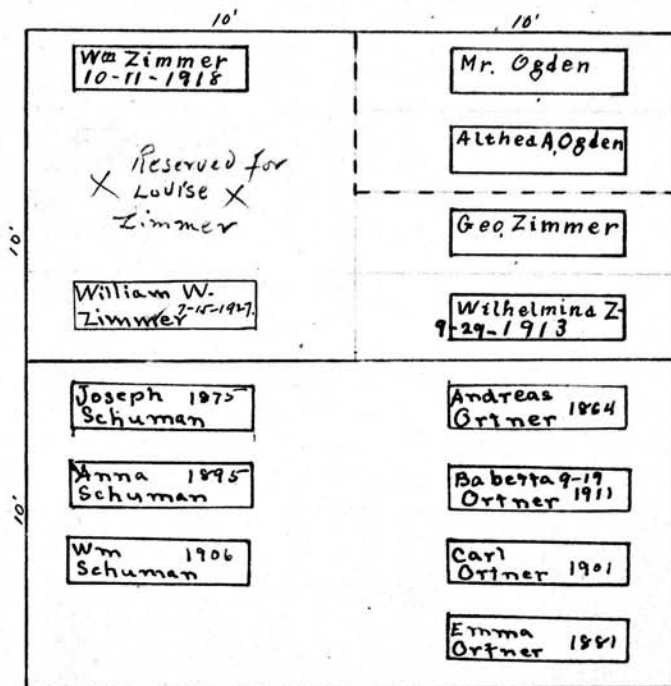 10'
10'
Wm Zimmer
10-11-1918
Mr. Ogden
Althea A. Ogden
Reserved for
X Louise X
Zimmer
10'
Geo. Zimmer
William W.
Zimmer 7-15-1927.
Wilhelmina Z
9-29-1913
Joseph 1875
Schuman
Andreas
Ortner 1864
Anna 1895
Schuman
Babetta 9-19
Ortner 1911
10'
Wm 1906
Schuman
Carl
Ortner 1901
Emma
Ortner 1881